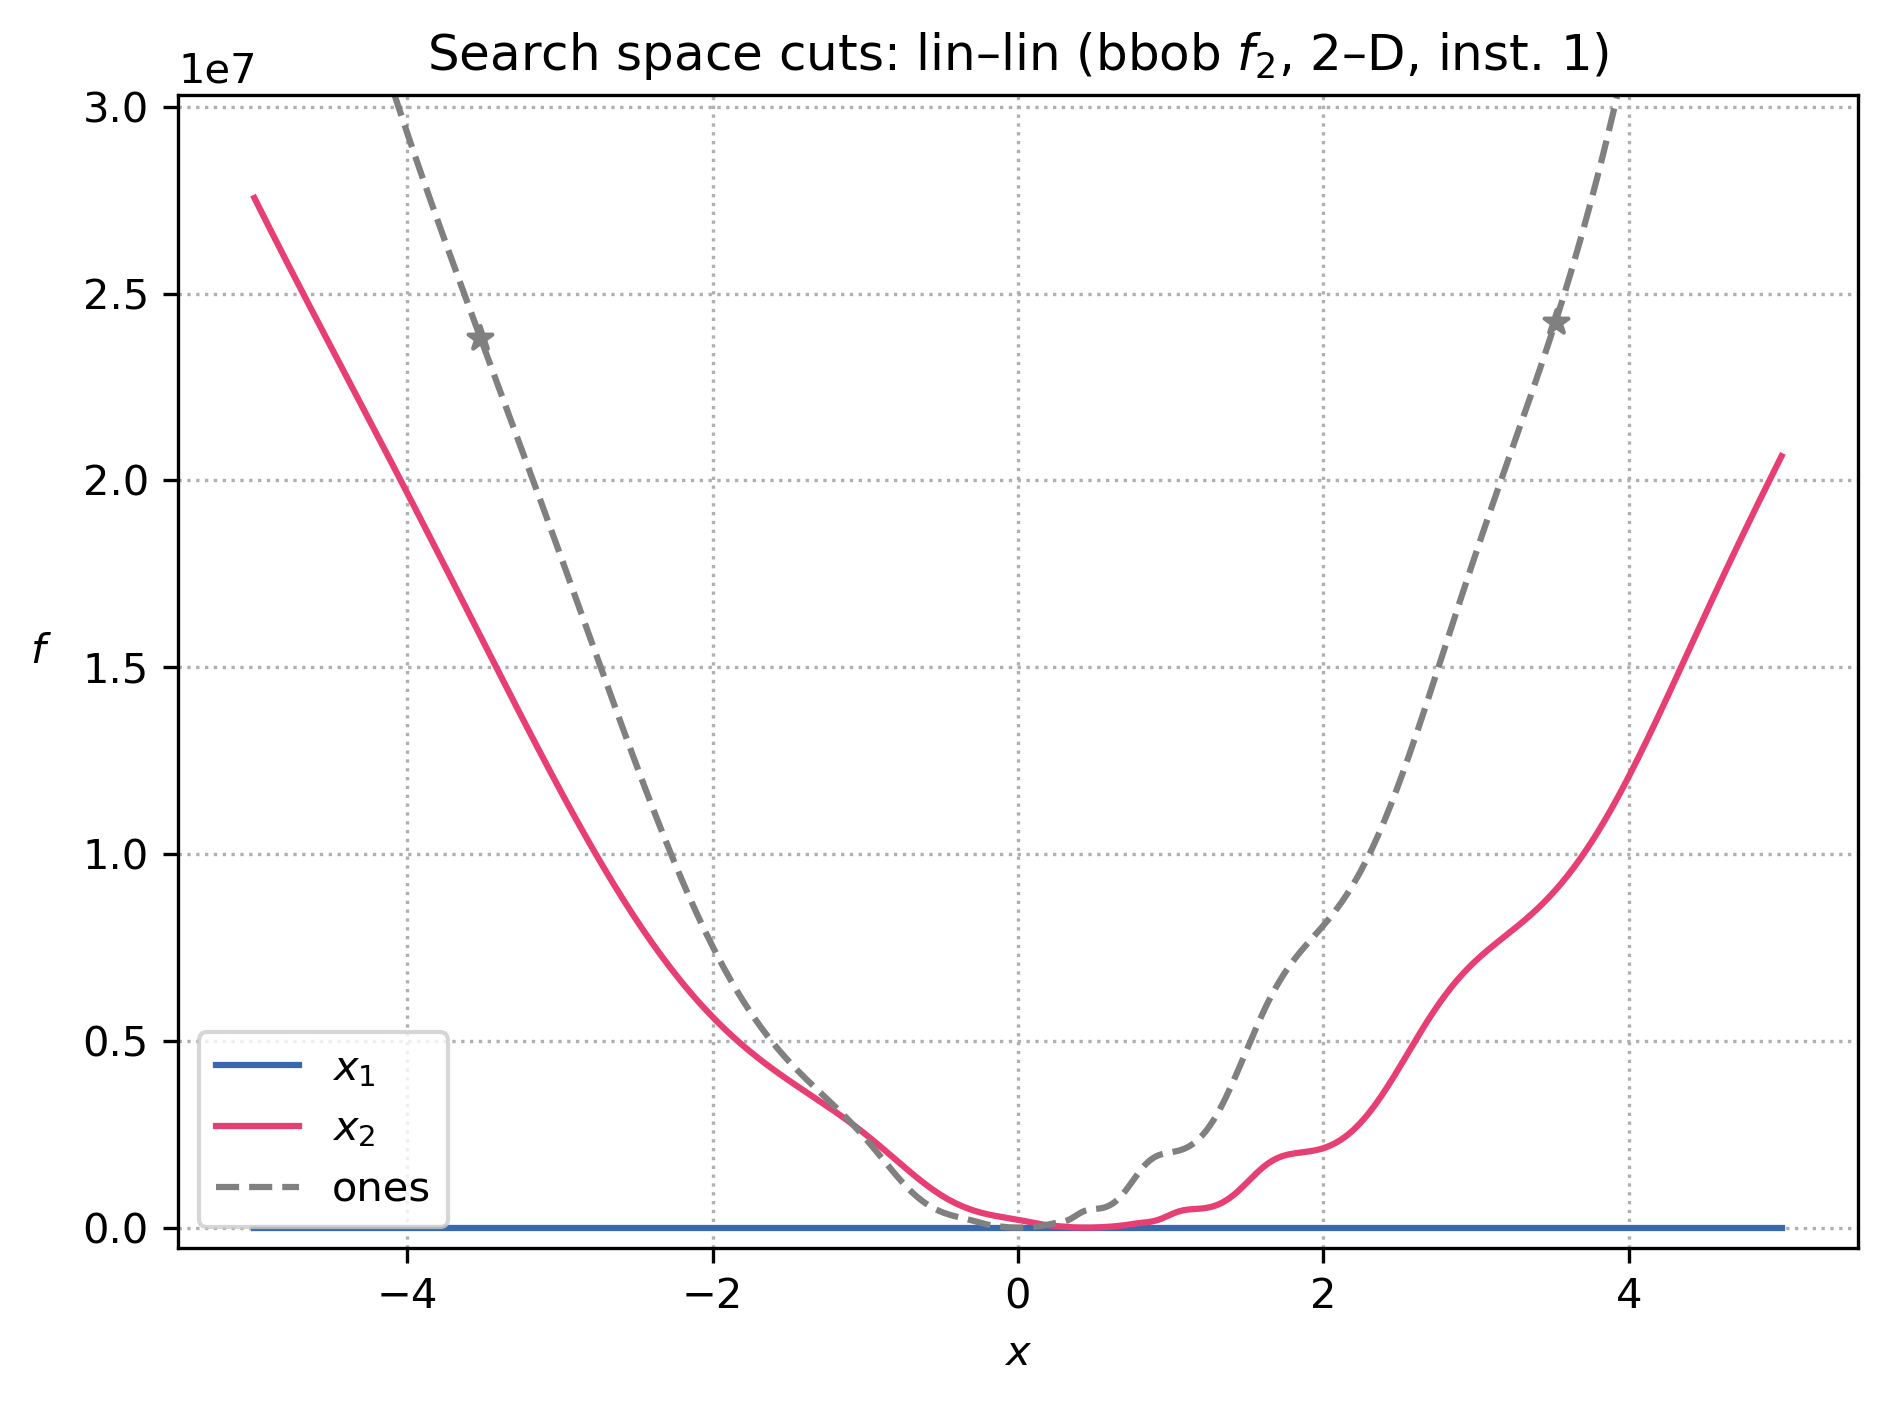 Search space cuts: lin–lin (bbob f₂, 2–D, inst. 1)
1e7
3.0
2.5
2.0
1.5
1.0
0.5
0.0
f
x₁
x₂
ones
−4 −2 0 2 4
x